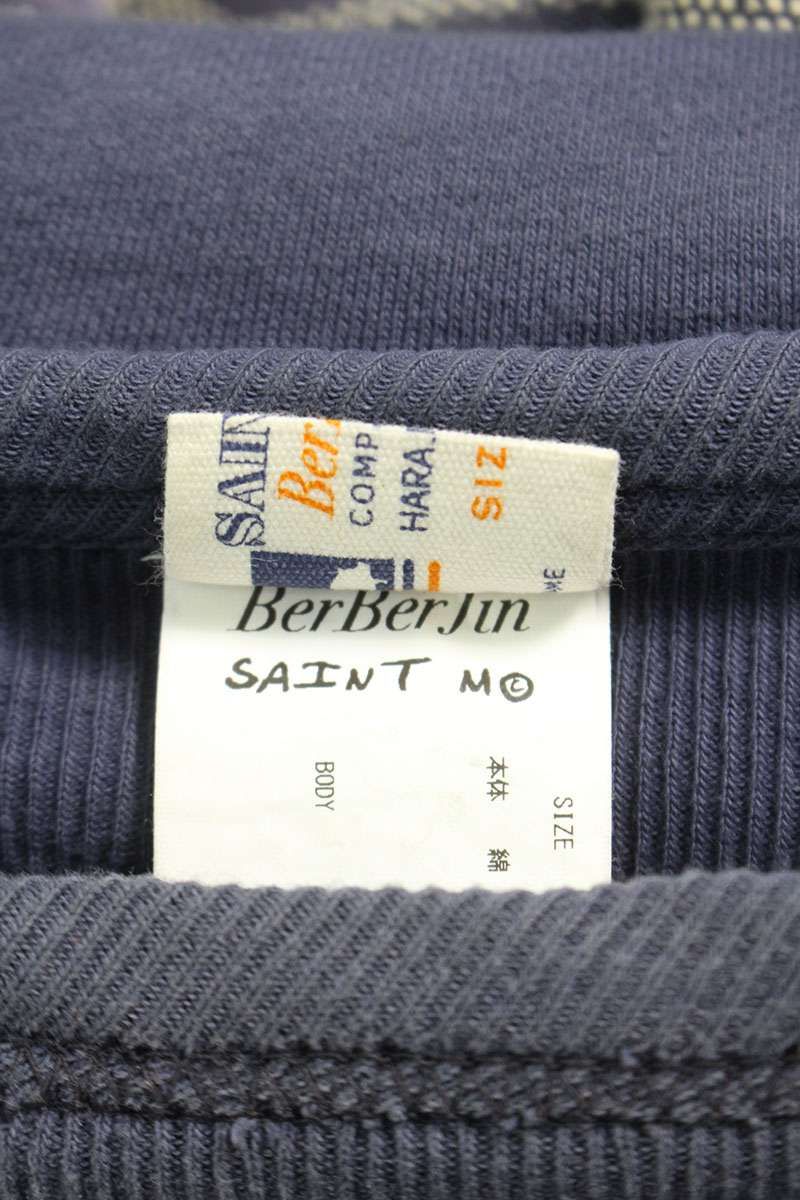 SAIN
Ber
COMP
HARA
SIZ
BerBerJin
SAINT M©
BODY
本体 綿
SIZE